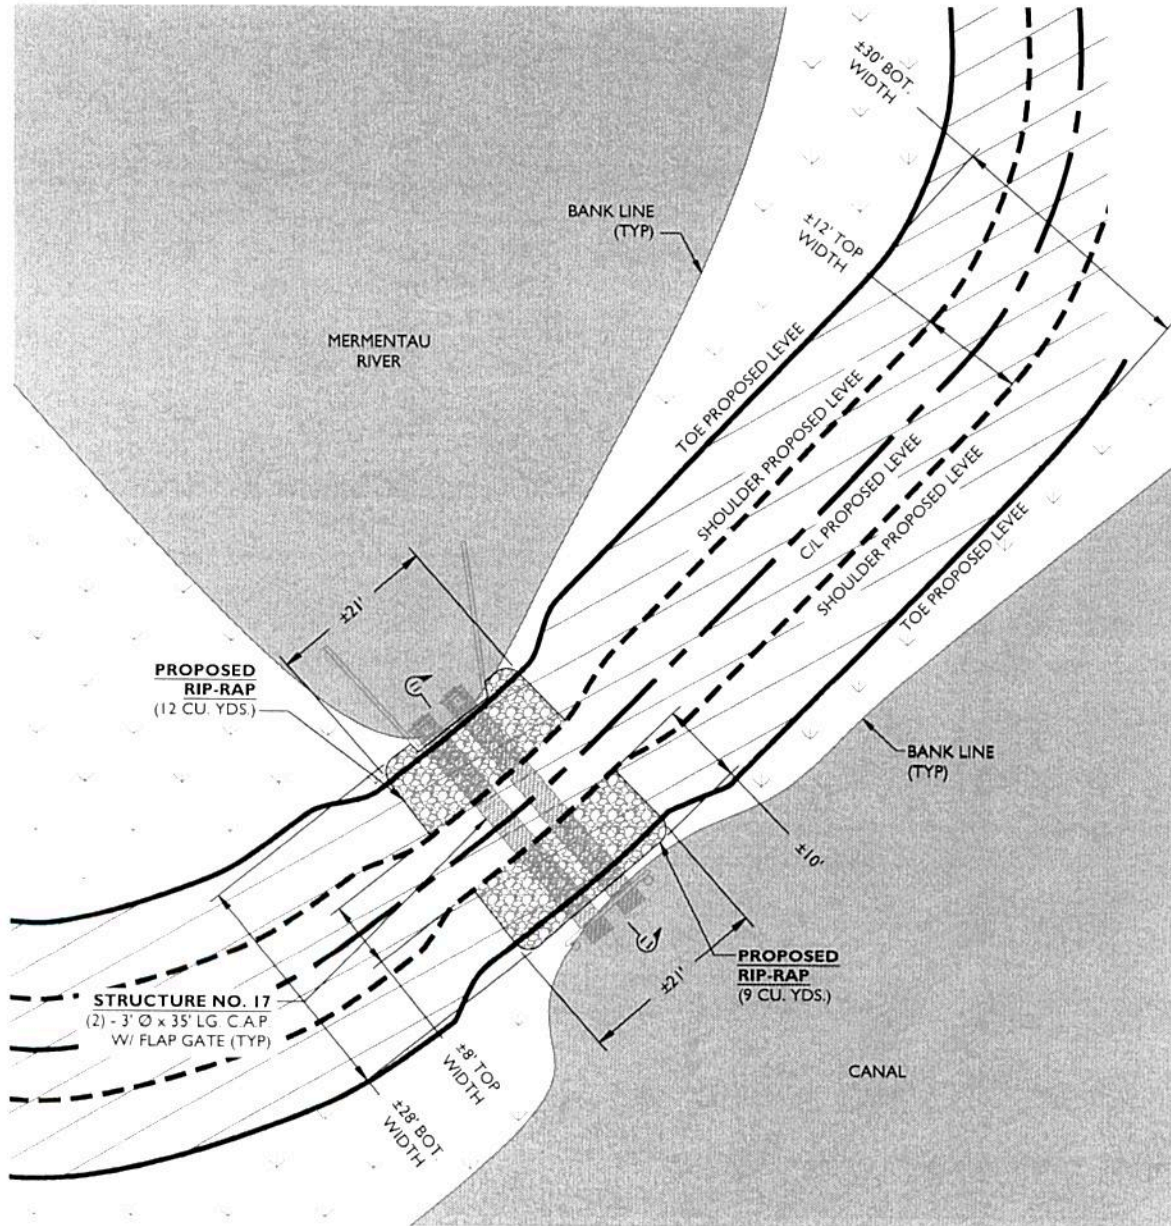 ±30' BOT.
WIDTH
BANK LINE
(TYP)
±12' TOP
WIDTH
MERMENTAU
RIVER
TOE PROPOSED LEVEE
SHOULDER PROPOSED LEVEE
C/L PROPOSED LEVEE
SHOULDER PROPOSED LEVEE
TOE PROPOSED LEVEE
±21'
PROPOSED
RIP-RAP
(12 CU. YDS.)
11
BANK LINE
(TYP)
±10'
11
PROPOSED
RIP-RAP
(9 CU. YDS.)
±21'
STRUCTURE NO. 17
(2) - 3' Ø x 35' LG. C.A.P.
W/ FLAP GATE (TYP)
±8' TOP
WIDTH
CANAL
±28' BOT.
WIDTH